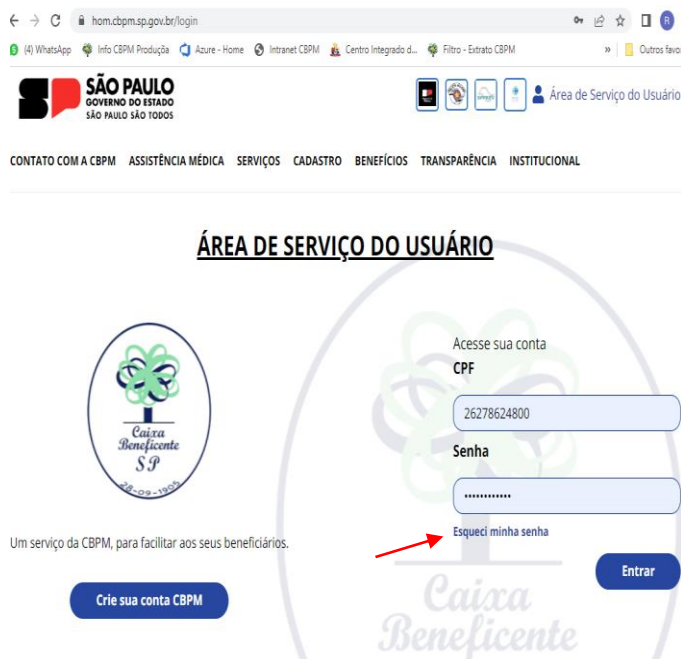 hom.cbpm.sp.gov.br/login
(4) WhatsApp Info CBPM Produção Azure - Home Intranet CBPM Centro Integrado d... Filtro - Extrato CBPM » Outros favo
SÃO PAULO
GOVERNO DO ESTADO
SÃO PAULO SÃO TODOS
Área de Serviço do Usuário
CONTATO COM A CBPM ASSISTÊNCIA MÉDICA SERVIÇOS CADASTRO BENEFÍCIOS TRANSPARÊNCIA INSTITUCIONAL
ÁREA DE SERVIÇO DO USUÁRIO
Caixa
Beneficente
SP
28-09-1905
Um serviço da CBPM, para facilitar aos seus beneficiários.
Crie sua conta CBPM
Acesse sua conta
CPF
26278624800
Senha
••••••••••••
Esqueci minha senha
Entrar
Caixa
Beneficente